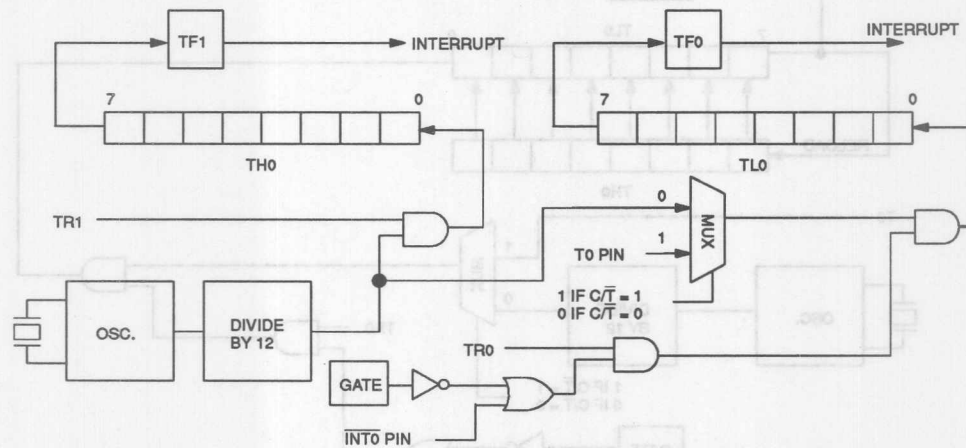 TF1
INTERRUPT
TF0
INTERRUPT
7 0
7 0
TH0
TL0
TR1
0
MUX
1
T0 PIN
1 IF C/T̅ = 1
0 IF C/T̅ = 0
OSC.
DIVIDE
BY 12
TR0
GATE
I̅N̅T̅0̅ PIN